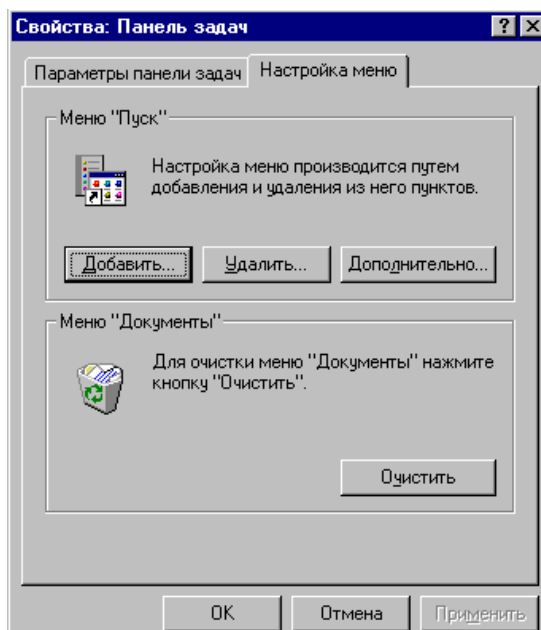 Свойства: Панель задач
Параметры панели задач
Настройка меню
Меню "Пуск"
Настройка меню производится путем
добавления и удаления из него пунктов.
Добавить...
Удалить...
Дополнительно...
Меню "Документы"
Для очистки меню "Документы" нажмите
кнопку "Очистить".
Очистить
OK
Отмена
Применить